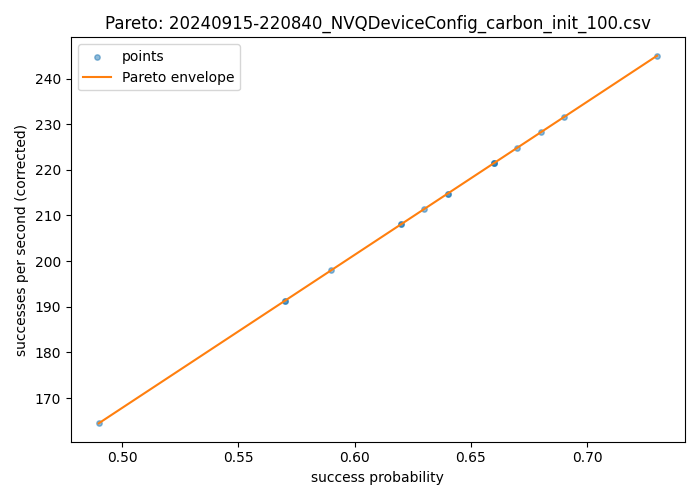 Pareto: 20240915-220840_NVQDeviceConfig_carbon_init_100.csv
points
Pareto envelope
successes per second (corrected)
240
230
220
210
200
190
180
170
0.50 0.55 0.60 0.65 0.70
success probability